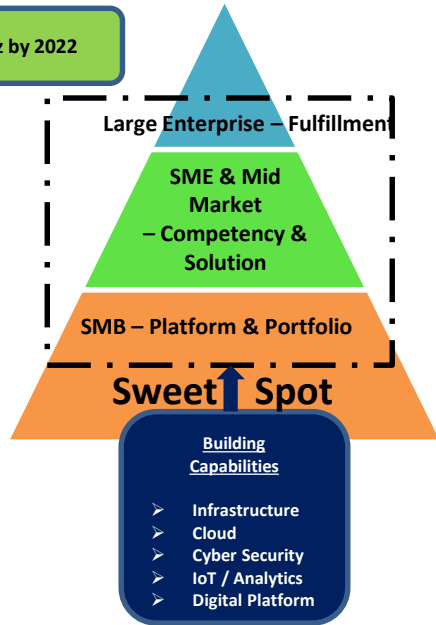 z by 2022
Large Enterprise – Fulfillment
SME & Mid
Market
– Competency &
Solution
SMB – Platform & Portfolio
Sweet Spot
Building
Capabilities
➢ Infrastructure
➢ Cloud
➢ Cyber Security
➢ IoT / Analytics
➢ Digital Platform